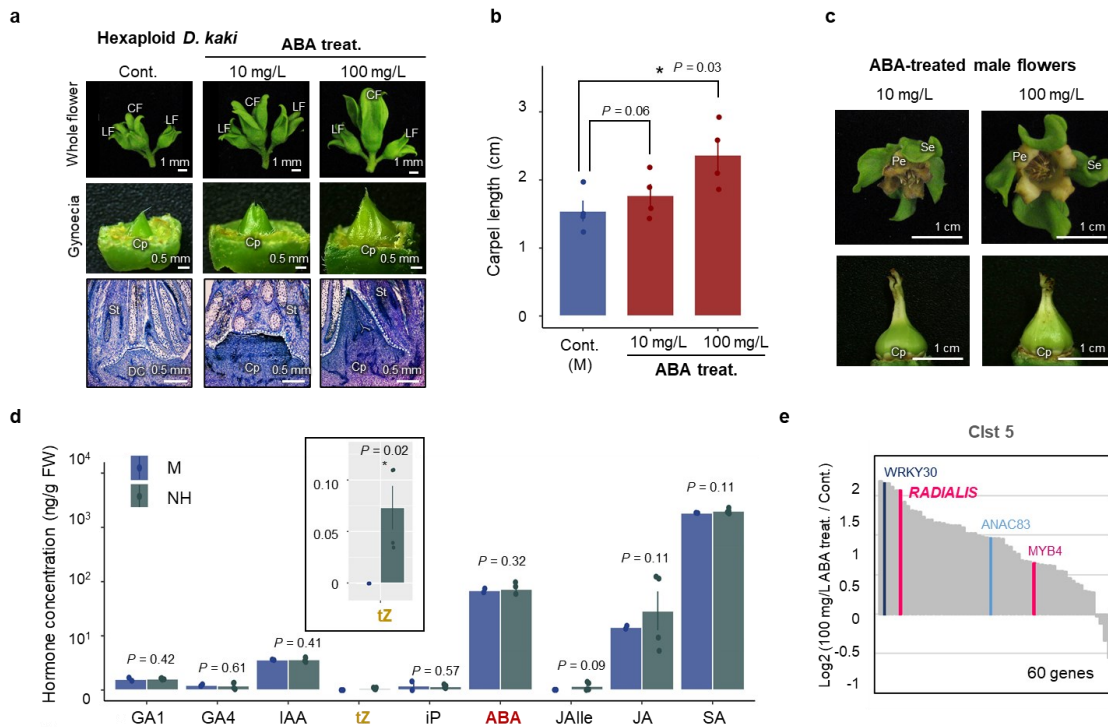 a
Hexaploid D. kaki
ABA treat.
Cont.
10 mg/L
100 mg/L
Whole flower
CF
LF
LF
1 mm
CF
LF
LF
1 mm
CF
LF
LF
1 mm
Gynoecia
Cp
0.5 mm
Cp
0.5 mm
Cp
0.5 mm
St
DC
0.5 mm
St
Cp
0.5 mm
St
Cp
0.5 mm
b
Carpel length (cm)
3
2
1
0
* P = 0.03
P = 0.06
Cont.
(M)
10 mg/L
100 mg/L
ABA treat.
c
ABA-treated male flowers
10 mg/L
100 mg/L
Pe
Se
1 cm
Pe
Se
1 cm
Cp
1 cm
Cp
1 cm
d
Hormone concentration (ng/g FW)
10^4
10^3
10^2
10^1
0
M
NH
P = 0.02
*
0.10
0.05
0
tZ
P = 0.42
P = 0.61
P = 0.41
P = 0.57
P = 0.32
P = 0.09
P = 0.11
P = 0.11
GA1
GA4
IAA
tZ
iP
ABA
JAIle
JA
SA
e
Clst 5
Log2 (100 mg/L ABA treat. / Cont.)
2
1.5
1
0.5
0
-0.5
-1
WRKY30
RADIALIS
ANAC83
MYB4
60 genes